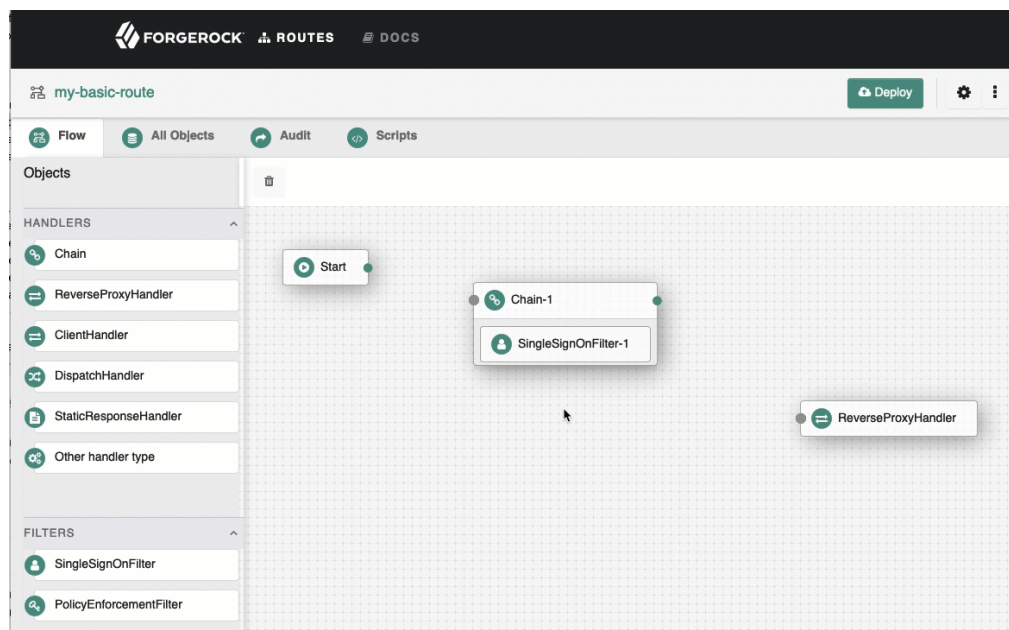 FORGEROCK ROUTES DOCS
my-basic-route Deploy
Flow All Objects Audit Scripts
Objects
HANDLERS
Chain
ReverseProxyHandler
ClientHandler
DispatchHandler
StaticResponseHandler
Other handler type
FILTERS
SingleSignOnFilter
PolicyEnforcementFilter
Start
Chain-1
SingleSignOnFilter-1
ReverseProxyHandler